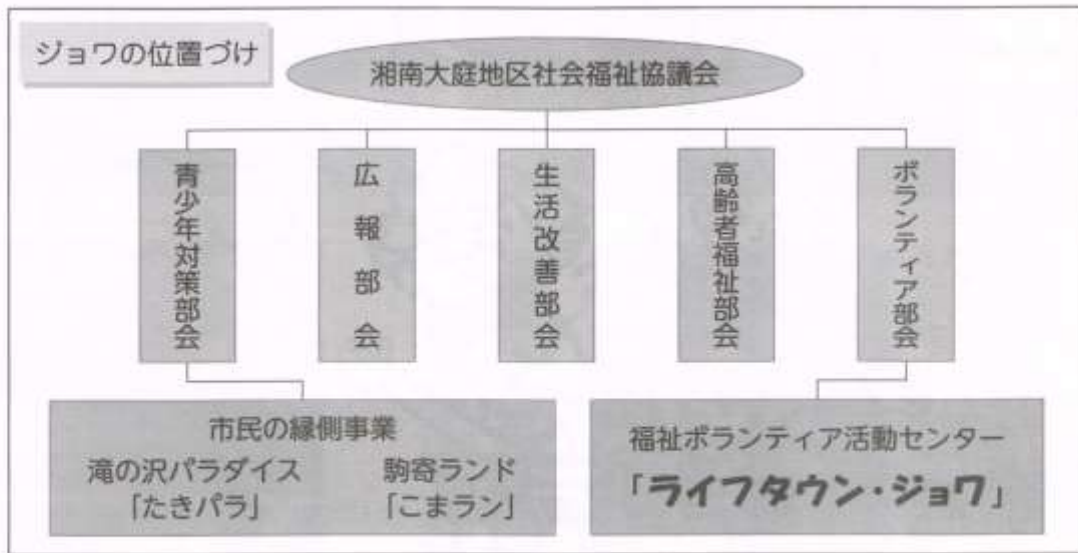 ジョワの位置づけ
湘南大庭地区社会福祉協議会
青少年対策部会
広報部会
生活改善部会
高齢者福祉部会
ボランティア部会
市民の縁側事業
滝の沢パラダイス
「たきパラ」
駒寄ランド
「こまラン」
福祉ボランティア活動センター
「ライフタウン・ジョワ」